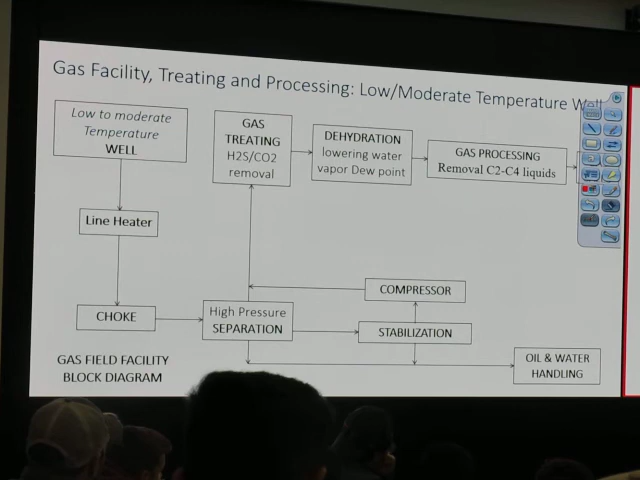 Gas Facility, Treating and Processing: Low/Moderate Temperature Well
Low to moderate
Temperature
WELL
GAS
TREATING
H2S/CO2
removal
DEHYDRATION
lowering water
vapor Dew point
GAS PROCESSING
Removal C2-C4 liquids
Line Heater
COMPRESSOR
CHOKE
High Pressure
SEPARATION
STABILIZATION
GAS FIELD FACILITY
BLOCK DIAGRAM
OIL & WATER
HANDLING